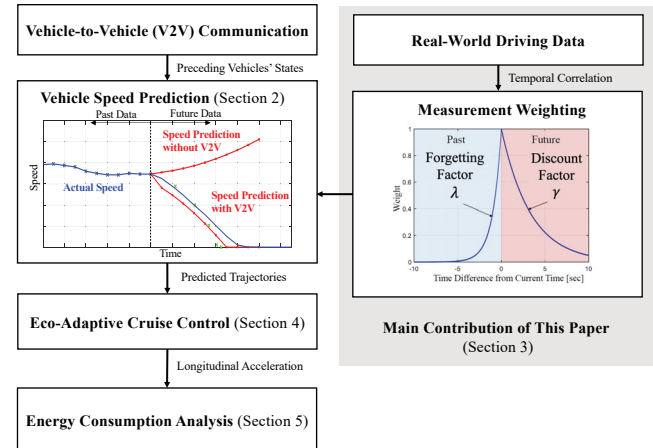 Vehicle-to-Vehicle (V2V) Communication
Preceding Vehicles' States
Vehicle Speed Prediction (Section 2)
Past Data
Future Data
Speed Prediction
without V2V
Actual Speed
Speed Prediction
with V2V
Speed
Time
Predicted Trajectories
Eco-Adaptive Cruise Control (Section 4)
Longitudinal Acceleration
Energy Consumption Analysis (Section 5)
Real-World Driving Data
Temporal Correlation
Measurement Weighting
Past
Future
Forgetting
Factor
λ
Discount
Factor
γ
Weight
1
0.8
0.6
0.4
0.2
0
-10
-5
0
5
10
Time Difference from Current Time [sec]
Main Contribution of This Paper
(Section 3)